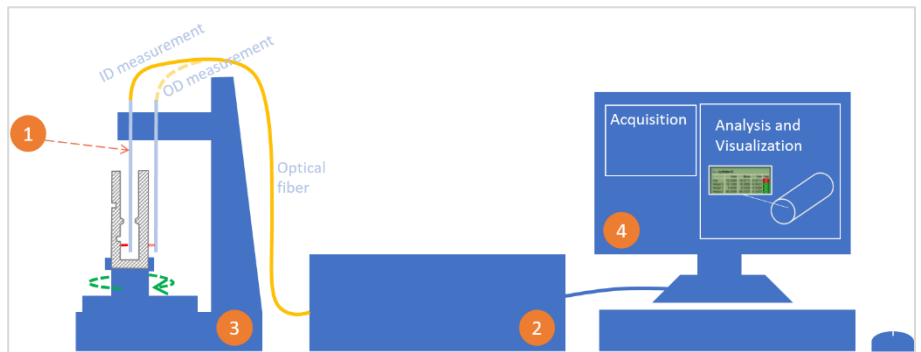 ID measurement
OD measurement
1
Optical
fiber
Acquisition
Analysis and
Visualization
4
3
2